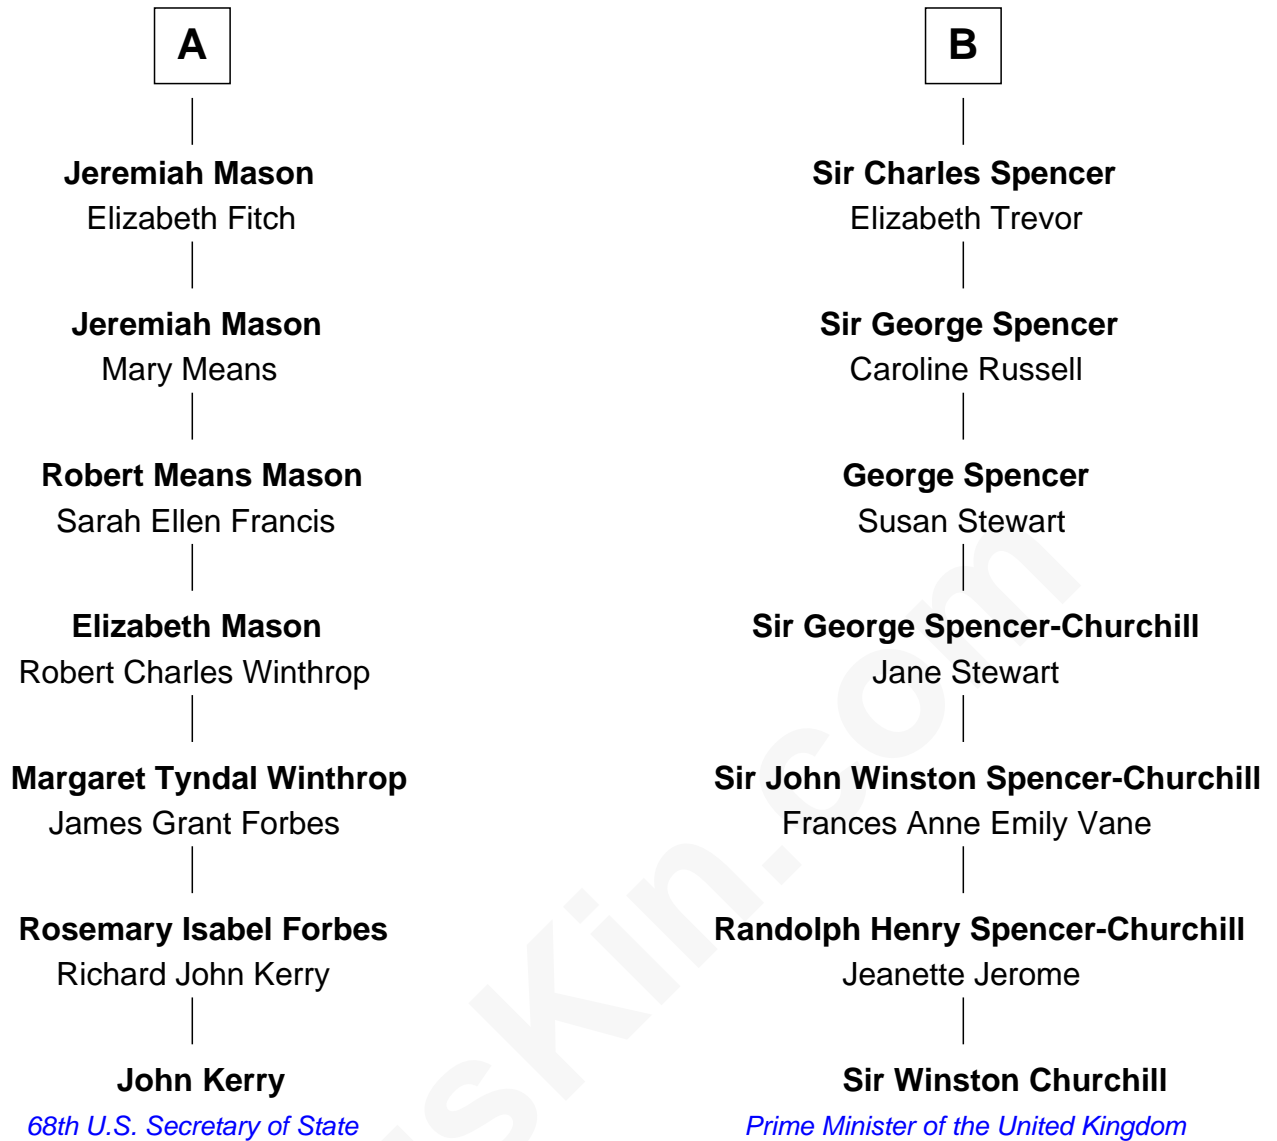 A
Jeremiah Mason
Elizabeth Fitch
Jeremiah Mason
Mary Means
Robert Means Mason
Sarah Ellen Francis
Elizabeth Mason
Robert Charles Winthrop
Margaret Tyndal Winthrop
James Grant Forbes
Rosemary Isabel Forbes
Richard John Kerry
John Kerry
68th U.S. Secretary of State
B
Sir Charles Spencer
Elizabeth Trevor
Sir George Spencer
Caroline Russell
George Spencer
Susan Stewart
Sir George Spencer-Churchill
Jane Stewart
Sir John Winston Spencer-Churchill
Frances Anne Emily Vane
Randolph Henry Spencer-Churchill
Jeanette Jerome
Sir Winston Churchill
Prime Minister of the United Kingdom
usKin.com